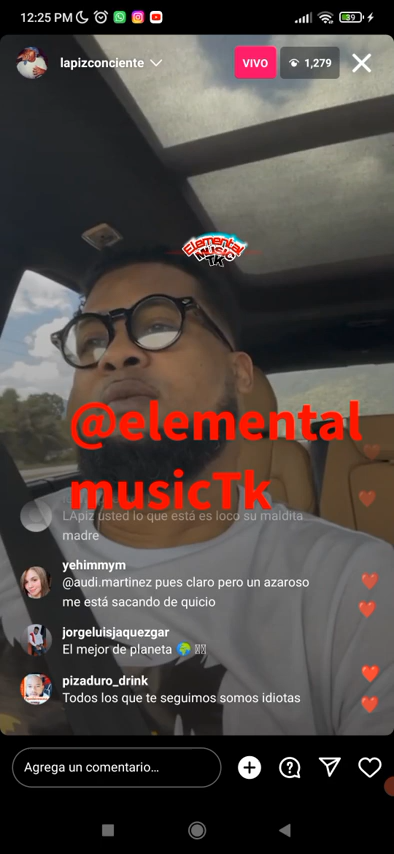 12:25 PM
39
lapizconciente
VIVO
1,279
Elemental
MUSIC
TK
@elemental
musicTk
LApiz usted lo que está es loco su maldita
madre
yehimmym
@audi.martinez pues claro pero un azaroso
me está sacando de quicio
jorgeluisjaquezgar
El mejor de planeta 🌍
pizaduro_drink
Todos los que te seguimos somos idiotas
Agrega un comentario...